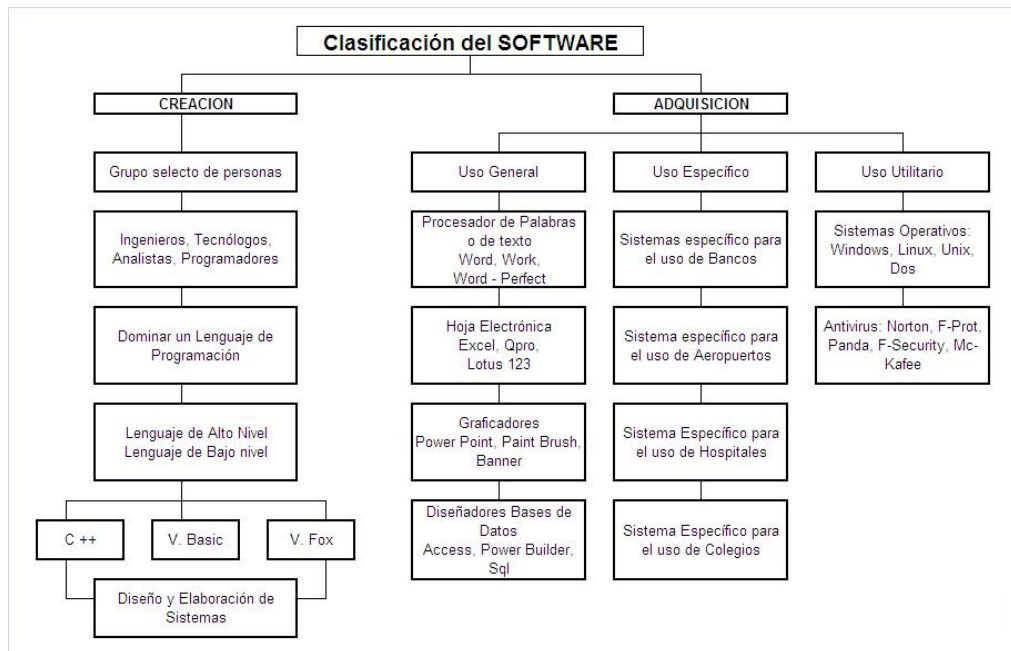 Clasificación del SOFTWARE
CREACION
Grupo selecto de personas
Ingenieros, Tecnólogos,
Analistas, Programadores
Dominar un Lenguaje de
Programación
Lenguaje de Alto Nivel
Lenguaje de Bajo nivel
C ++
V. Basic
V. Fox
Diseño y Elaboración de
Sistemas
ADQUISICION
Uso General
Procesador de Palabras
o de texto
Word, Work,
Word - Perfect
Hoja Electrónica
Excel, Qpro,
Lotus 123
Graficadores
Power Point, Paint Brush,
Banner
Diseñadores Bases de
Datos
Access, Power Builder,
Sql
Uso Específico
Sistemas específico para
el uso de Bancos
Sistema específico para
el uso de Aeropuertos
Sistema Específico para
el uso de Hospitales
Sistema Específico para
el uso de Colegios
Uso Utilitario
Sistemas Operativos:
Windows, Linux, Unix,
Dos
Antivirus: Norton, F-Prot,
Panda, F-Security, Mc-
Kafee